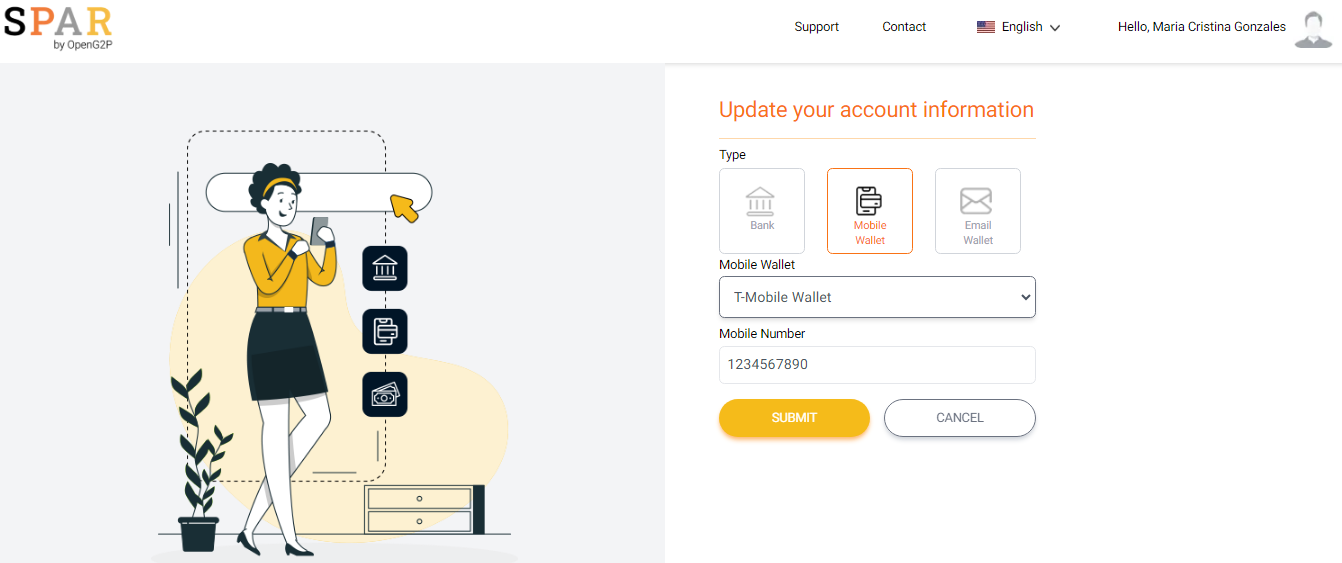 SPAR
by OpenG2P
Support
Contact
English
Hello, Maria Cristina Gonzales
Update your account information
Type
Bank
Mobile
Wallet
Email
Wallet
Mobile Wallet
T-Mobile Wallet
Mobile Number
1234567890
SUBMIT
CANCEL